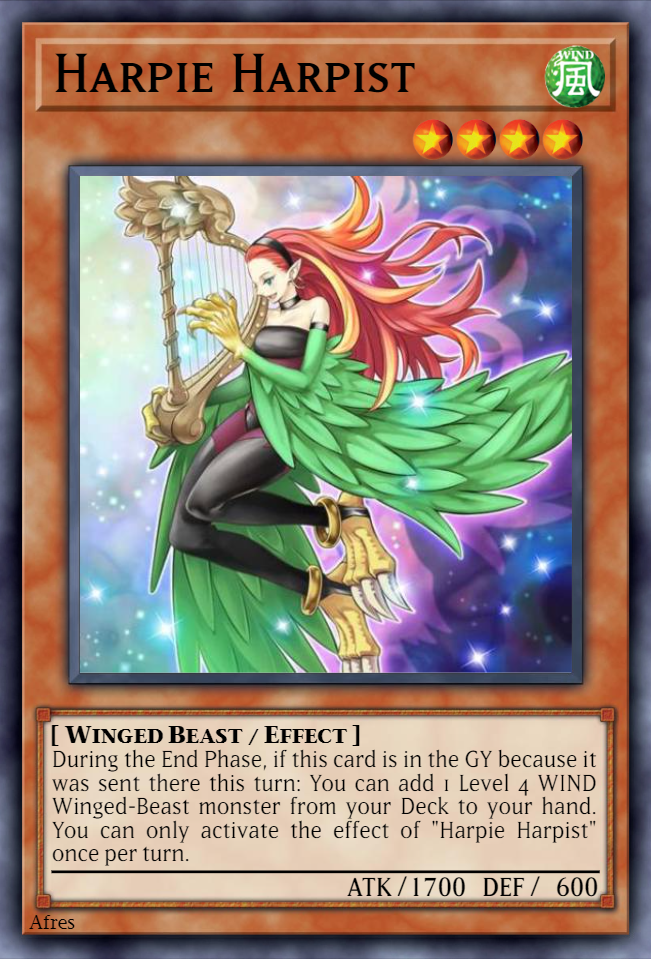 Harpie Harpist
WIND
風
[ Winged Beast / Effect ]
During the End Phase, if this card is in the GY because it
was sent there this turn: You can add 1 Level 4 WIND
Winged-Beast monster from your Deck to your hand.
You can only activate the effect of "Harpie Harpist"
once per turn.
ATK / 1700 DEF / 600
Afres